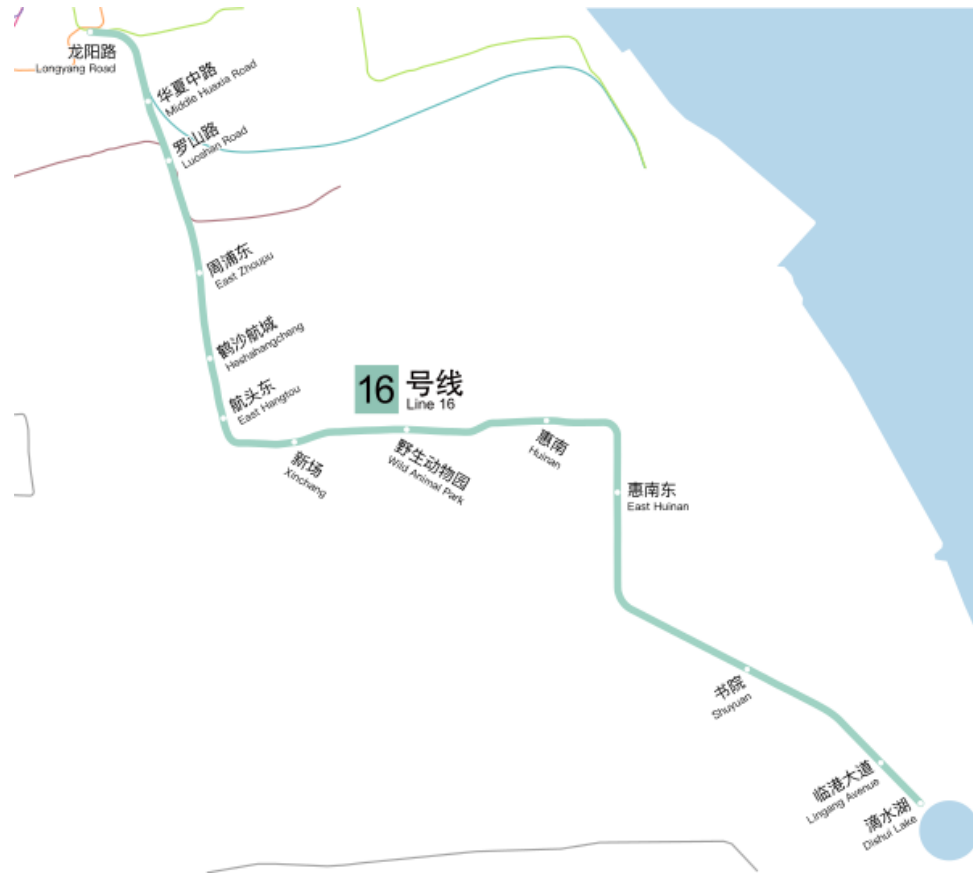 龙阳路
Longyang Road
华夏中路
Middle Huaxia Road
罗山路
Luoshan Road
周浦东
East Zhoupu
鹤沙航城
Heshahangcheng
航头东
East Hangtou
16 号线
Line 16
新场
Xinchang
野生动物园
Wild Animal Park
惠南
Huinan
惠南东
East Huinan
书院
Shuyuan
临港大道
Lingang Avenue
滴水湖
Dishui Lake